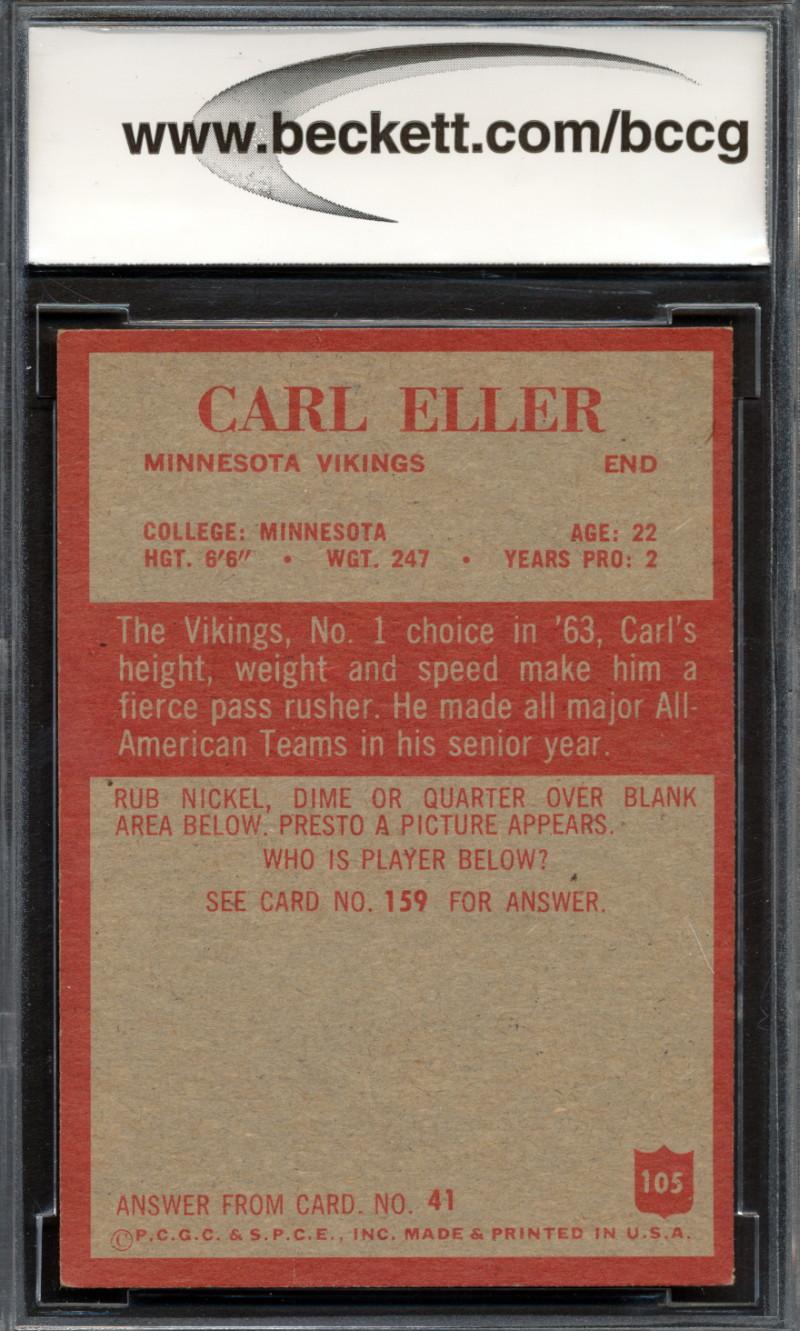 www.beckett.com/bccg
CARL ELLER
MINNESOTA VIKINGS END
COLLEGE: MINNESOTA AGE: 22
HGT. 6'6" • WGT. 247 • YEARS PRO: 2
The Vikings, No. 1 choice in '63, Carl's
height, weight and speed make him a
fierce pass rusher. He made all major All-
American Teams in his senior year.
RUB NICKEL, DIME OR QUARTER OVER BLANK
AREA BELOW. PRESTO A PICTURE APPEARS.
WHO IS PLAYER BELOW?
SEE CARD NO. 159 FOR ANSWER.
105
ANSWER FROM CARD. NO. 41
©P.C.G.C. & S.P.C.E., INC. MADE & PRINTED IN U.S.A.